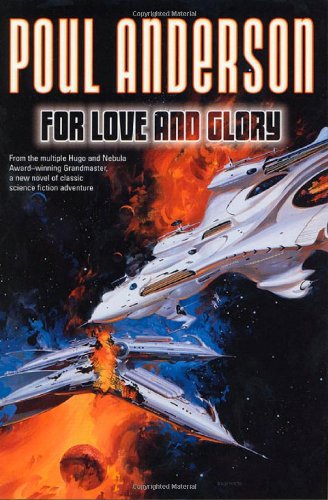 POUL ANDERSON
FOR LOVE AND GLORY
From the multiple Hugo and Nebula
Award–winning Grandmaster,
a new novel of classic
science fiction adventure